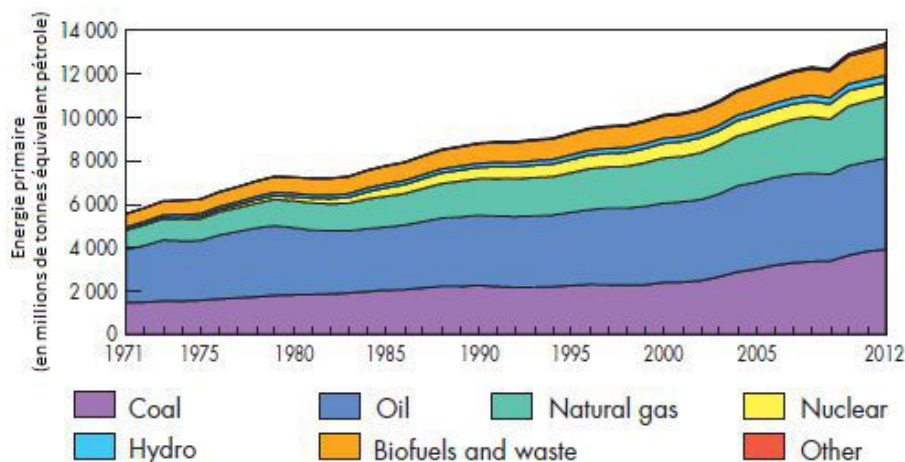 Energie primaire
(en millions de tonnes équivalent pétrole)
14 000
12 000
10 000
8 000
6 000
4 000
2 000
0
1971 1975 1980 1985 1990 1995 2000 2005 2012
Coal Oil Natural gas Nuclear
Hydro Biofuels and waste Other